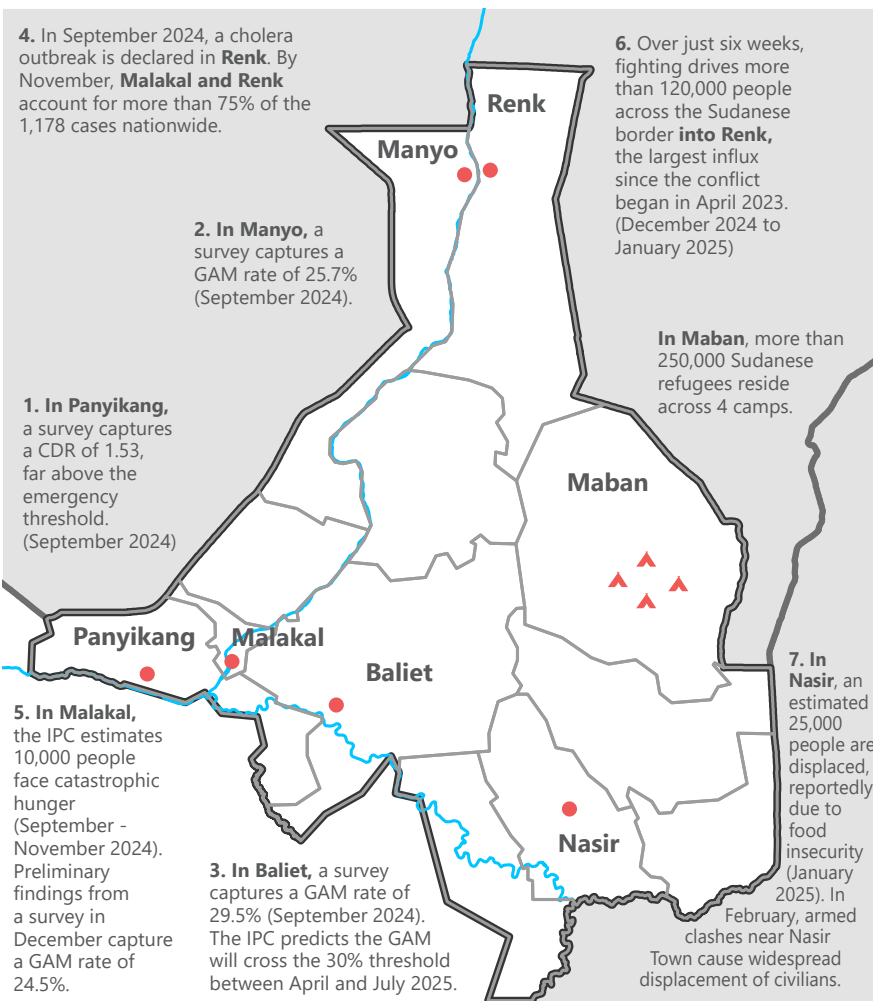 4. In September 2024, a cholera
outbreak is declared in Renk. By
November, Malakal and Renk
account for more than 75% of the
1,178 cases nationwide.
6. Over just six weeks,
fighting drives more
than 120,000 people
across the Sudanese
border into Renk,
the largest influx
since the conflict
began in April 2023.
(December 2024 to
January 2025)
Renk
Manyo
2. In Manyo, a
survey captures a
GAM rate of 25.7%
(September 2024).
In Maban, more than
250,000 Sudanese
refugees reside
across 4 camps.
1. In Panyikang,
a survey captures
a CDR of 1.53,
far above the
emergency
threshold.
(September 2024)
Maban
Panyikang
Malakal
Baliet
5. In Malakal,
the IPC estimates
10,000 people
face catastrophic
hunger
(September -
November 2024).
Preliminary
findings from
a survey in
December capture
a GAM rate of
24.5%.
7. In
Nasir, an
estimated
25,000
people are
displaced,
reportedly
due to
food
insecurity
(January
2025). In
February, armed
clashes near Nasir
Town cause widespread
displacement of civilians.
Nasir
3. In Baliet, a survey
captures a GAM rate of
29.5% (September 2024).
The IPC predicts the GAM
will cross the 30% threshold
between April and July 2025.